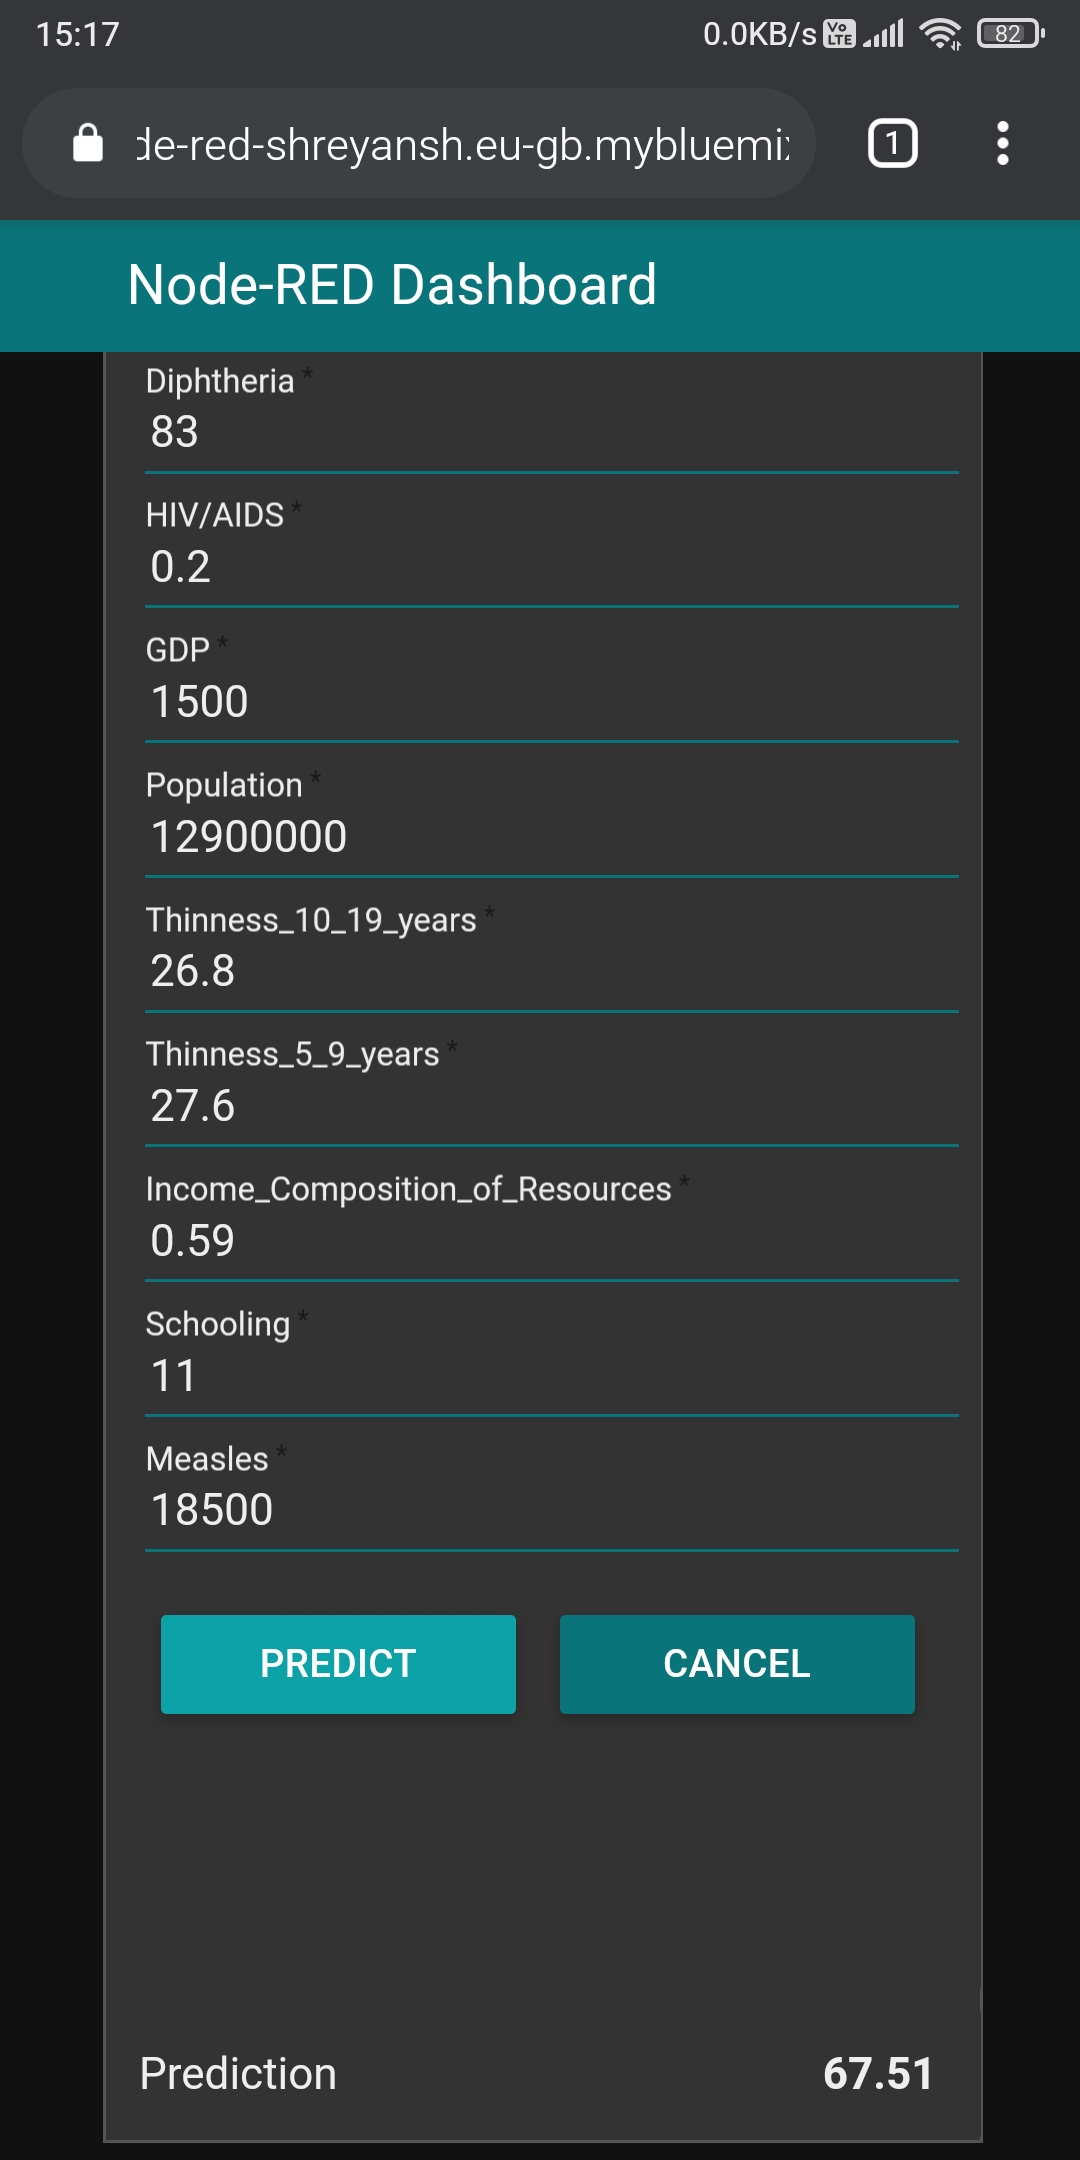 15:17
0.0KB/s Vo LTE 82
de-red-shreyansh.eu-gb.mybluemi
1
Node-RED Dashboard
Diphtheria *
83
HIV/AIDS *
0.2
GDP *
1500
Population *
12900000
Thinness_10_19_years *
26.8
Thinness_5_9_years *
27.6
Income_Composition_of_Resources *
0.59
Schooling *
11
Measles *
18500
PREDICT CANCEL
Prediction 67.51